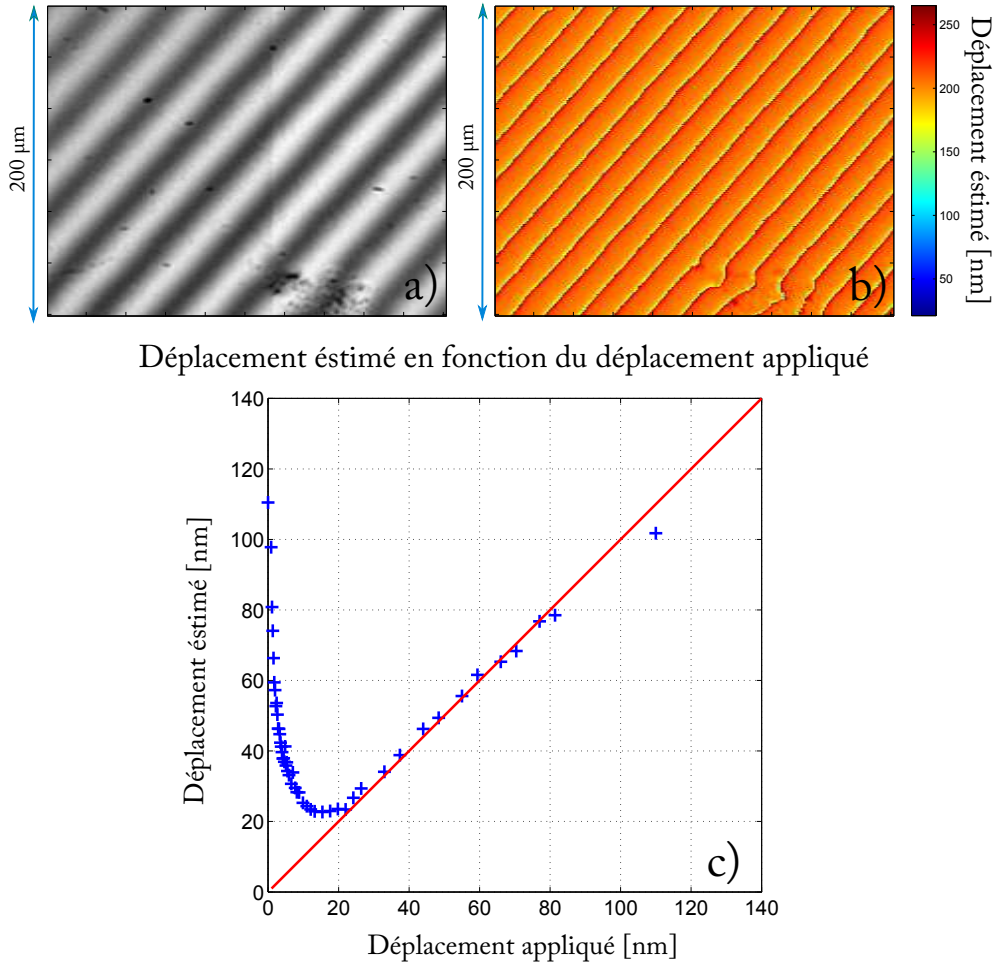 200 µm
a)
200 µm
b)
250
200
150
100
50
Déplacement éstimé [nm]
Déplacement éstimé en fonction du déplacement appliqué
140
120
100
80
60
40
20
0
Déplacement éstimé [nm]
c)
0 20 40 60 80 100 120 140
Déplacement appliqué [nm]